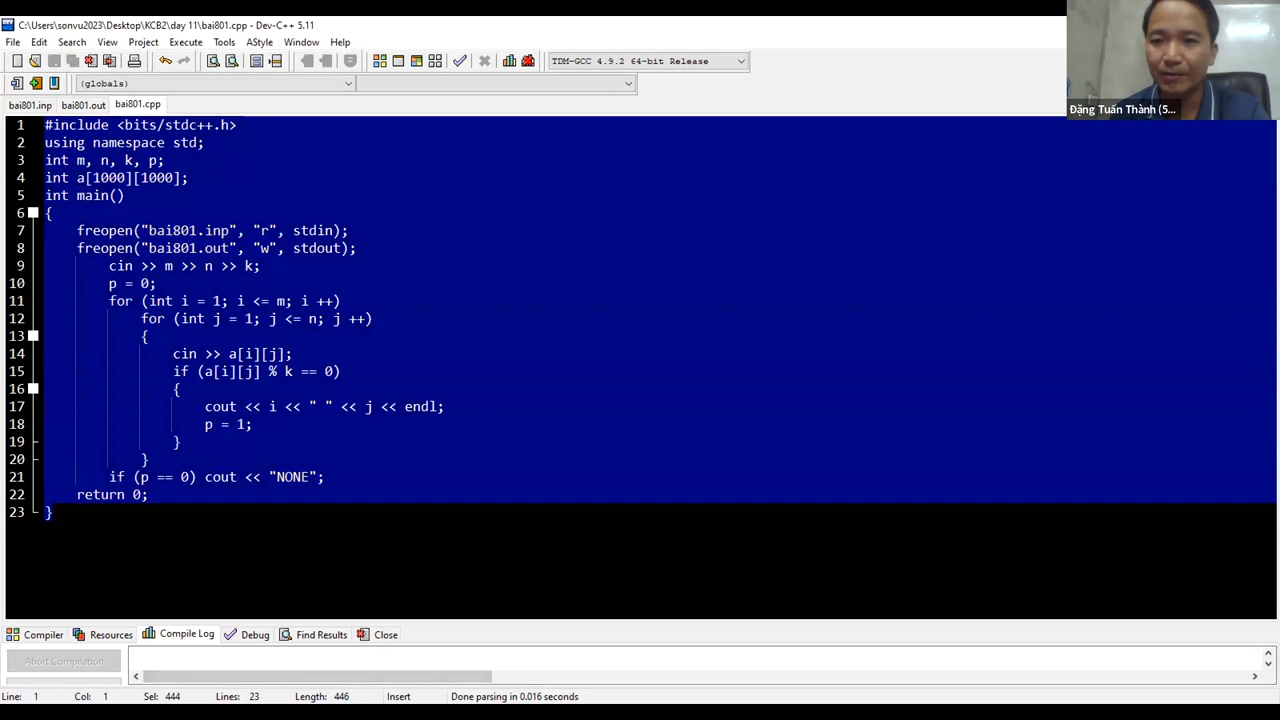 C:\Users\sonvu2023\Desktop\KCB2\day 11\bai801.cpp - Dev-C++ 5.11
File Edit Search View Project Execute Tools AStyle Window Help
TDM-GCC 4.9.2 64-bit Release
(globals)
bai801.inp bai801.out bai801.cpp
Đặng Tuấn Thành (5...
1 #include <bits/stdc++.h>
2 using namespace std;
3 int m, n, k, p;
4 int a[1000][1000];
5 int main()
6 {
7 freopen("bai801.inp", "r", stdin);
8 freopen("bai801.out", "w", stdout);
9 cin >> m >> n >> k;
10 p = 0;
11 for (int i = 1; i <= m; i ++)
12 for (int j = 1; j <= n; j ++)
13 {
14 cin >> a[i][j];
15 if (a[i][j] % k == 0)
16 {
17 cout << i << " " << j << endl;
18 p = 1;
19 }
20 }
21 if (p == 0) cout << "NONE";
22 return 0;
23 }
Compiler Resources Compile Log Debug Find Results Close
Abort Compilation
Line: 1 Col: 1 Sel: 444 Lines: 23 Length: 446 Insert Done parsing in 0.016 seconds